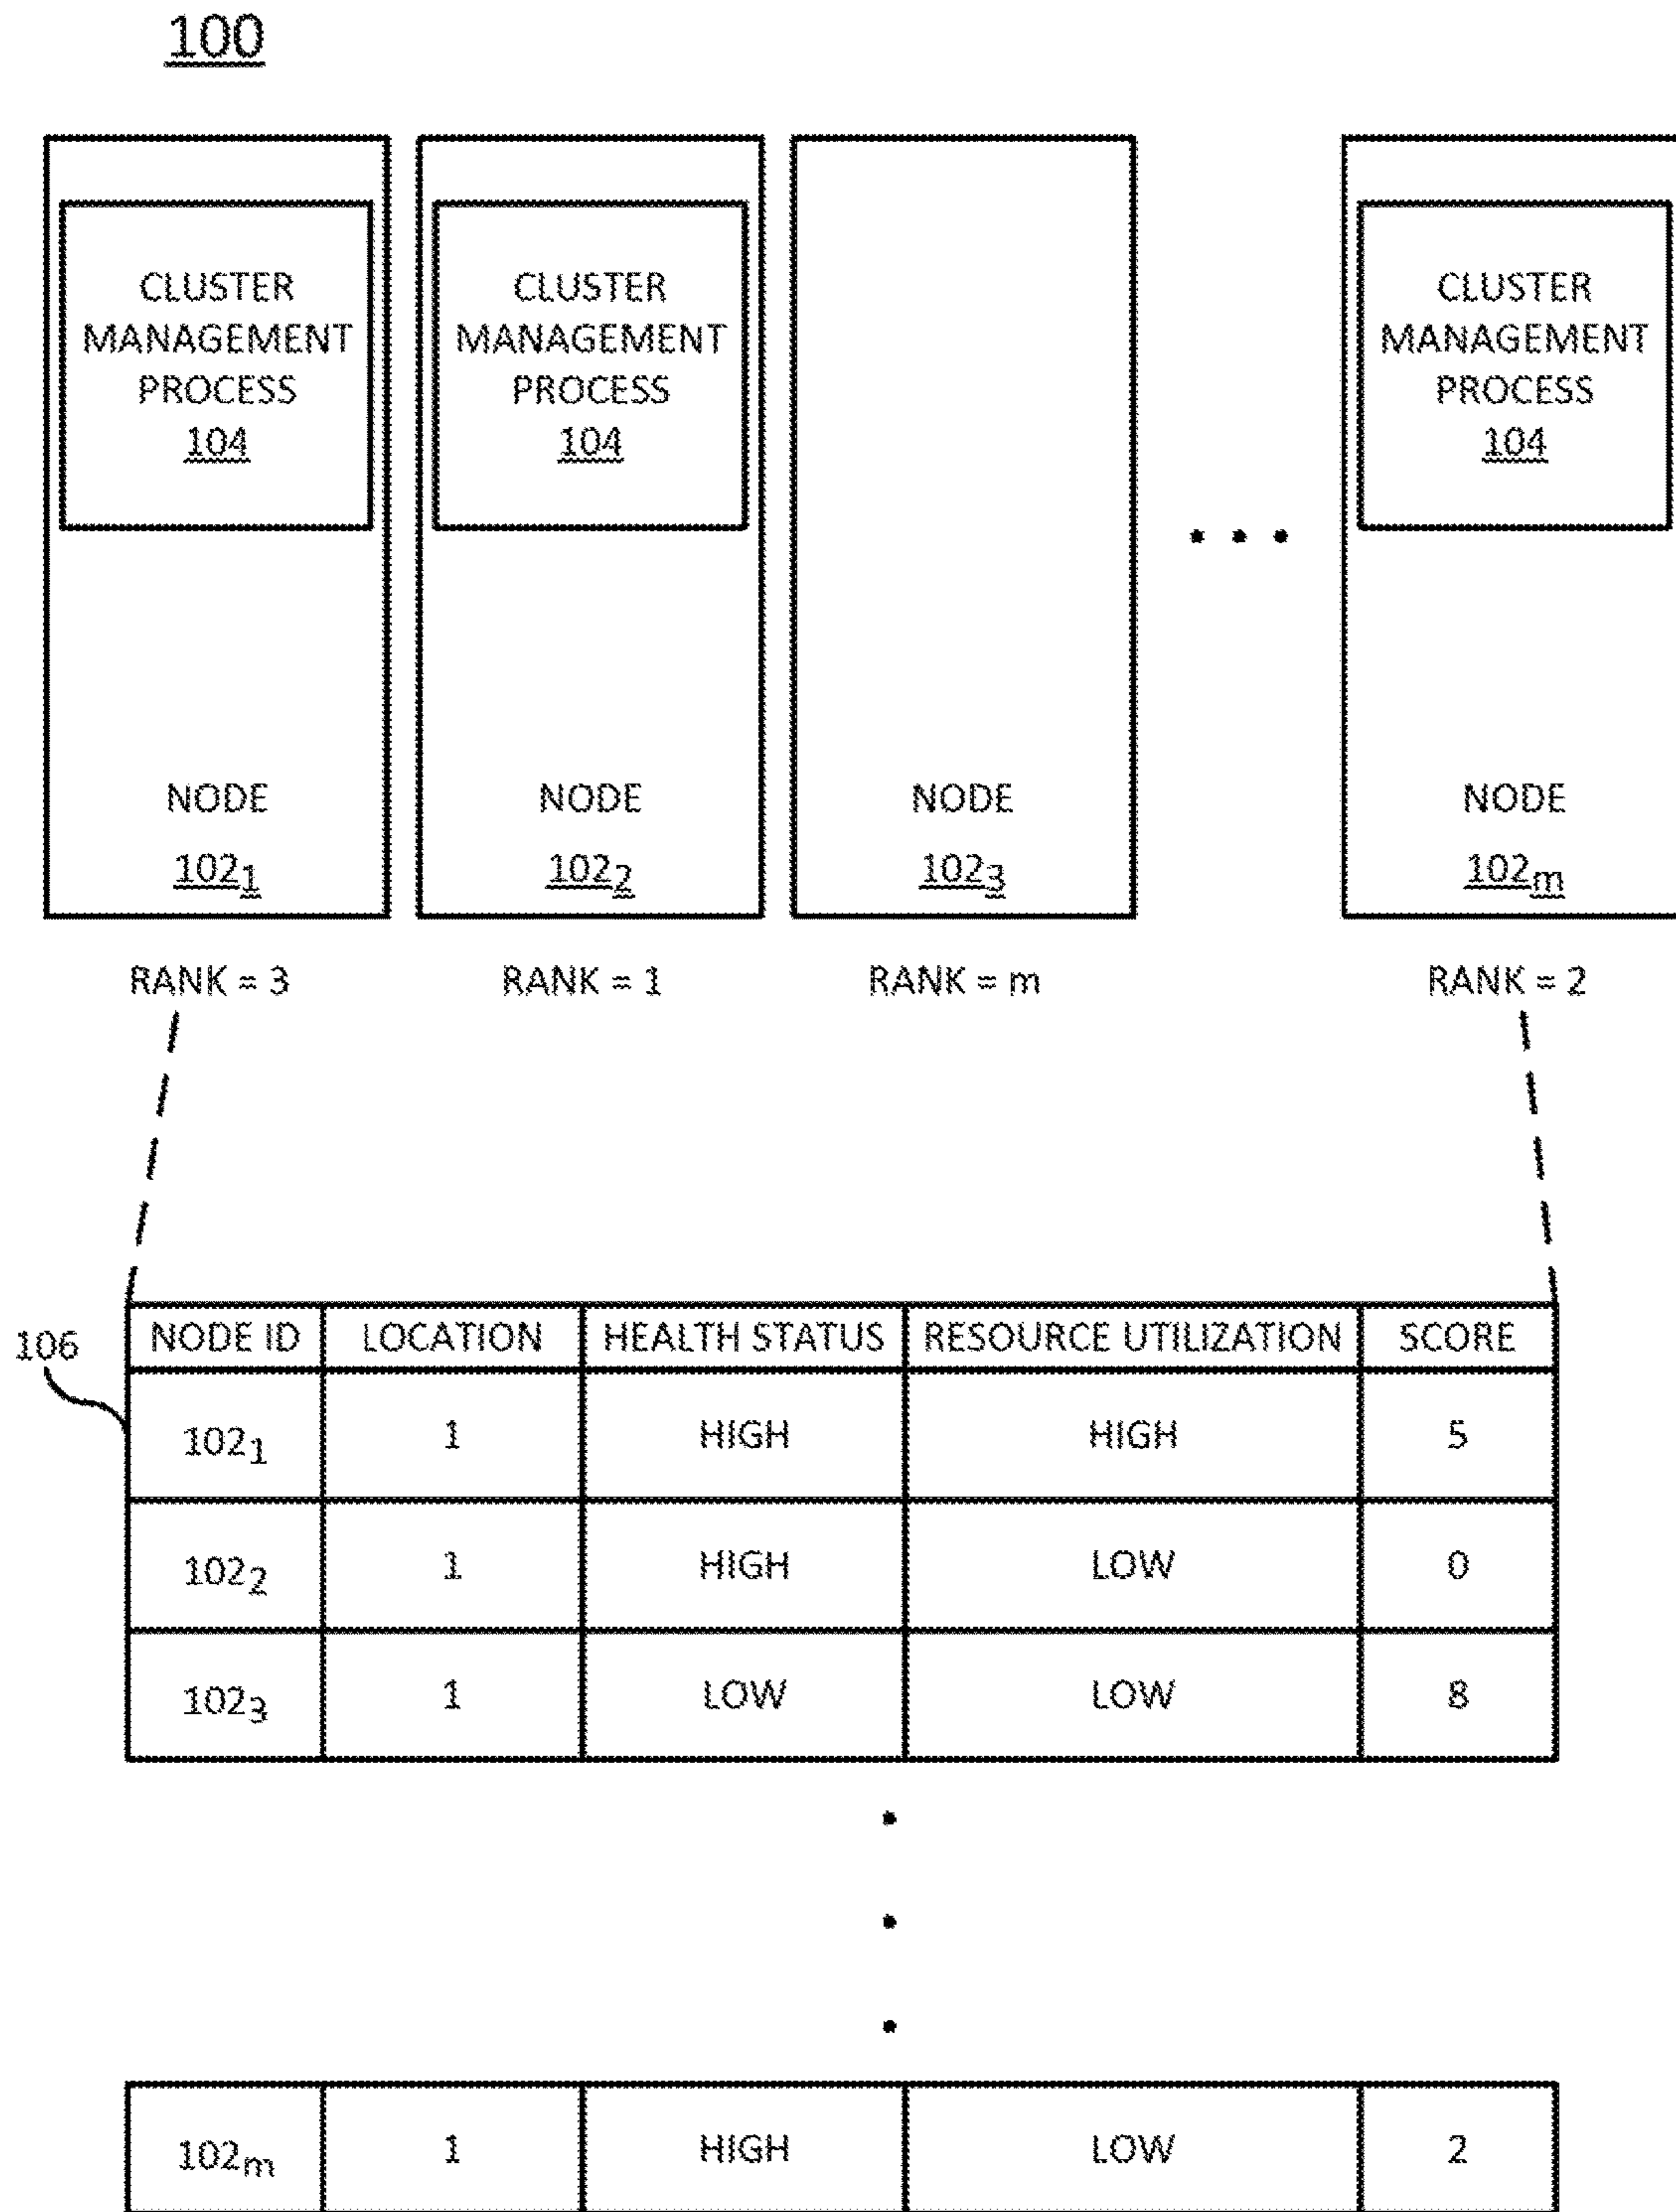 100
CLUSTER
MANAGEMENT
PROCESS
104
NODE
102₁
RANK = 3
CLUSTER
MANAGEMENT
PROCESS
104
NODE
102₂
RANK = 1
NODE
102₃
RANK = m
• • •
CLUSTER
MANAGEMENT
PROCESS
104
NODE
102ₘ
RANK = 2
106
NODE ID LOCATION HEALTH STATUS RESOURCE UTILIZATION SCORE
102₁ 1 HIGH HIGH 5
102₂ 1 HIGH LOW 0
102₃ 1 LOW LOW 8
102ₘ 1 HIGH LOW 2